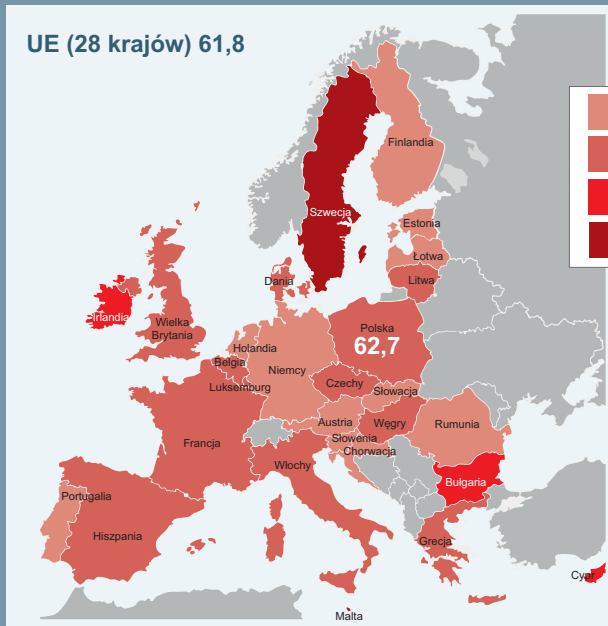 UE (28 krajów) 61,8
Finlandia
Szwecja
Estonia
Łotwa
Litwa
Dania
Irlandia
Wielka
Brytania
Polska
62,7
Holandia
Belgia
Niemcy
Luksemburg
Czechy
Słowacja
Austria
Węgry
Rumunia
Słowenia
Chorwacja
Francja
Włochy
Bułgaria
Portugalia
Hiszpania
Grecja
Cypr
Malta